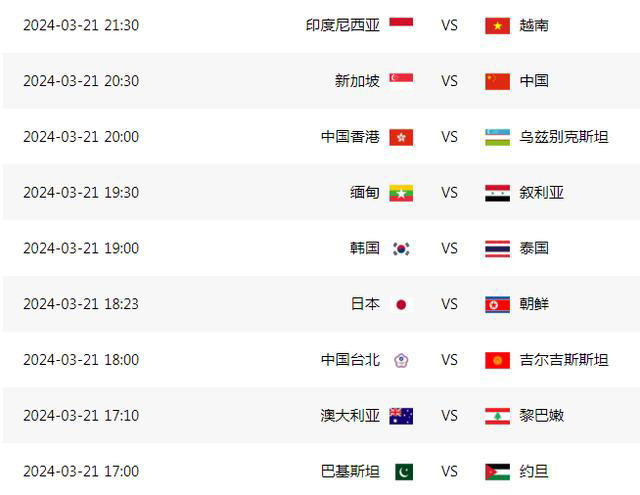 2024-03-21 21:30 印度尼西亚 VS 越南
2024-03-21 20:30 新加坡 VS 中国
2024-03-21 20:00 中国香港 VS 乌兹别克斯坦
2024-03-21 19:30 缅甸 VS 叙利亚
2024-03-21 19:00 韩国 VS 泰国
2024-03-21 18:23 日本 VS 朝鲜
2024-03-21 18:00 中国台北 VS 吉尔吉斯斯坦
2024-03-21 17:10 澳大利亚 VS 黎巴嫩
2024-03-21 17:00 巴基斯坦 VS 约旦